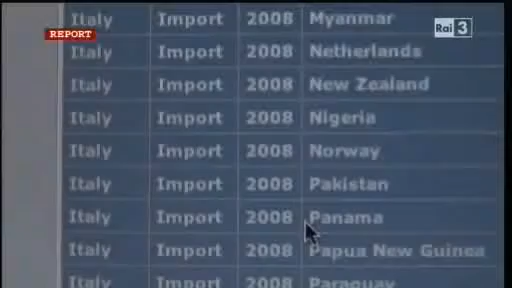 Italy Import 2008 Myanmar
Rai 3
REPORT
Italy Import 2008 Netherlands
Italy Import 2008 New Zealand
Italy Import 2008 Nigeria
Italy Import 2008 Norway
Italy Import 2008 Pakistan
Italy Import 2008 Panama
Italy Import 2008 Papua New Guinea
Italy Import 2008 Paraguay